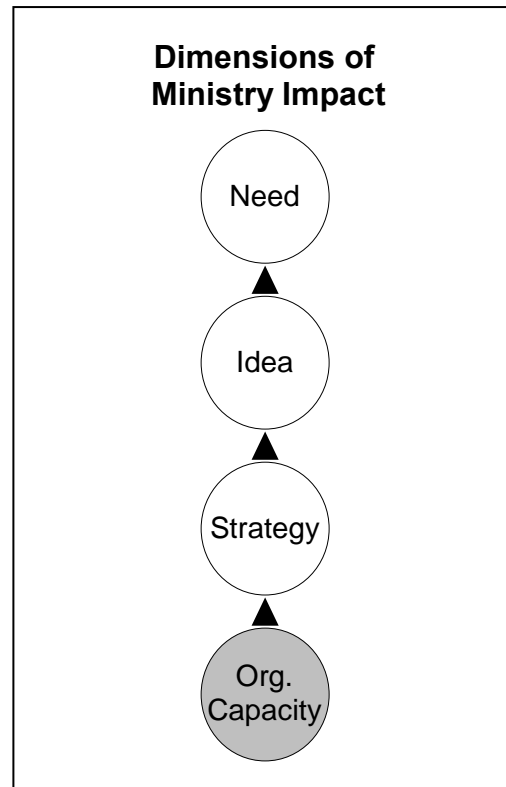 Dimensions of
Ministry Impact
Need
Idea
Strategy
Org.
Capacity